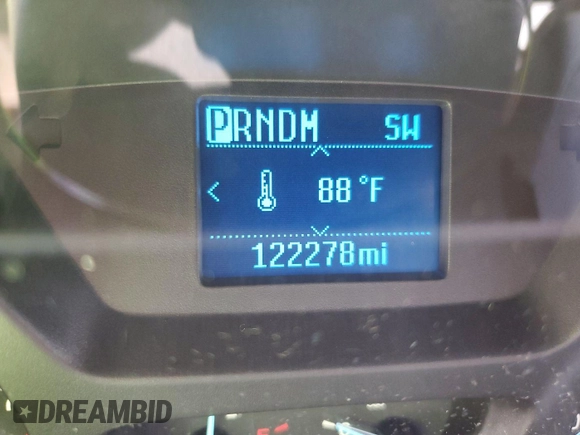 PRNDM SW
88°F
122278mi
DREAMBID